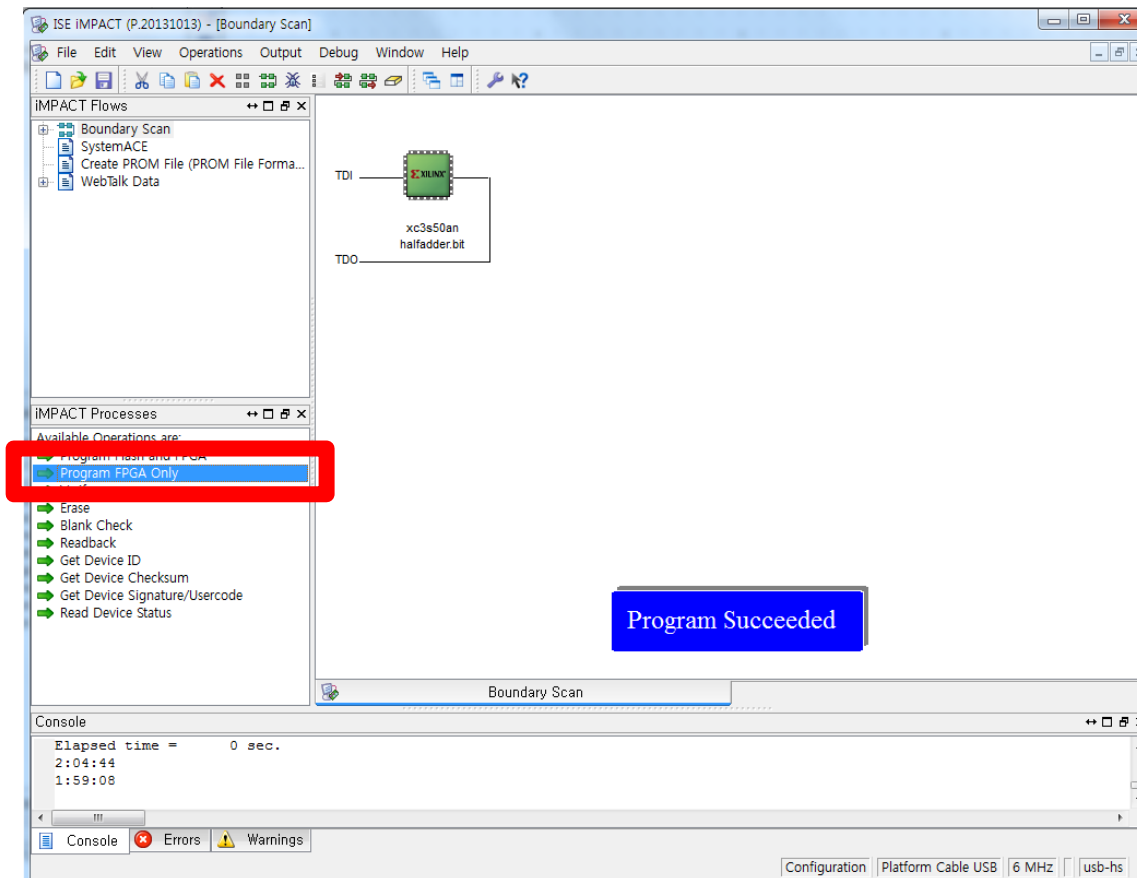 ISE iMPACT (P.20131013) - [Boundary Scan]
File Edit View Operations Output Debug Window Help
iMPACT Flows
Boundary Scan
SystemACE
Create PROM File (PROM File Forma...
WebTalk Data
TDI
XILINX
xc3s50an
halfadder.bit
TDO
iMPACT Processes
Available Operations are:
Program Flash and FPGA
Program FPGA Only
Erase
Blank Check
Readback
Get Device ID
Get Device Checksum
Get Device Signature/Usercode
Read Device Status
Program Succeeded
Boundary Scan
Console
Elapsed time = 0 sec.
2:04:44
1:59:08
Console Errors Warnings
Configuration Platform Cable USB 6 MHz usb-hs